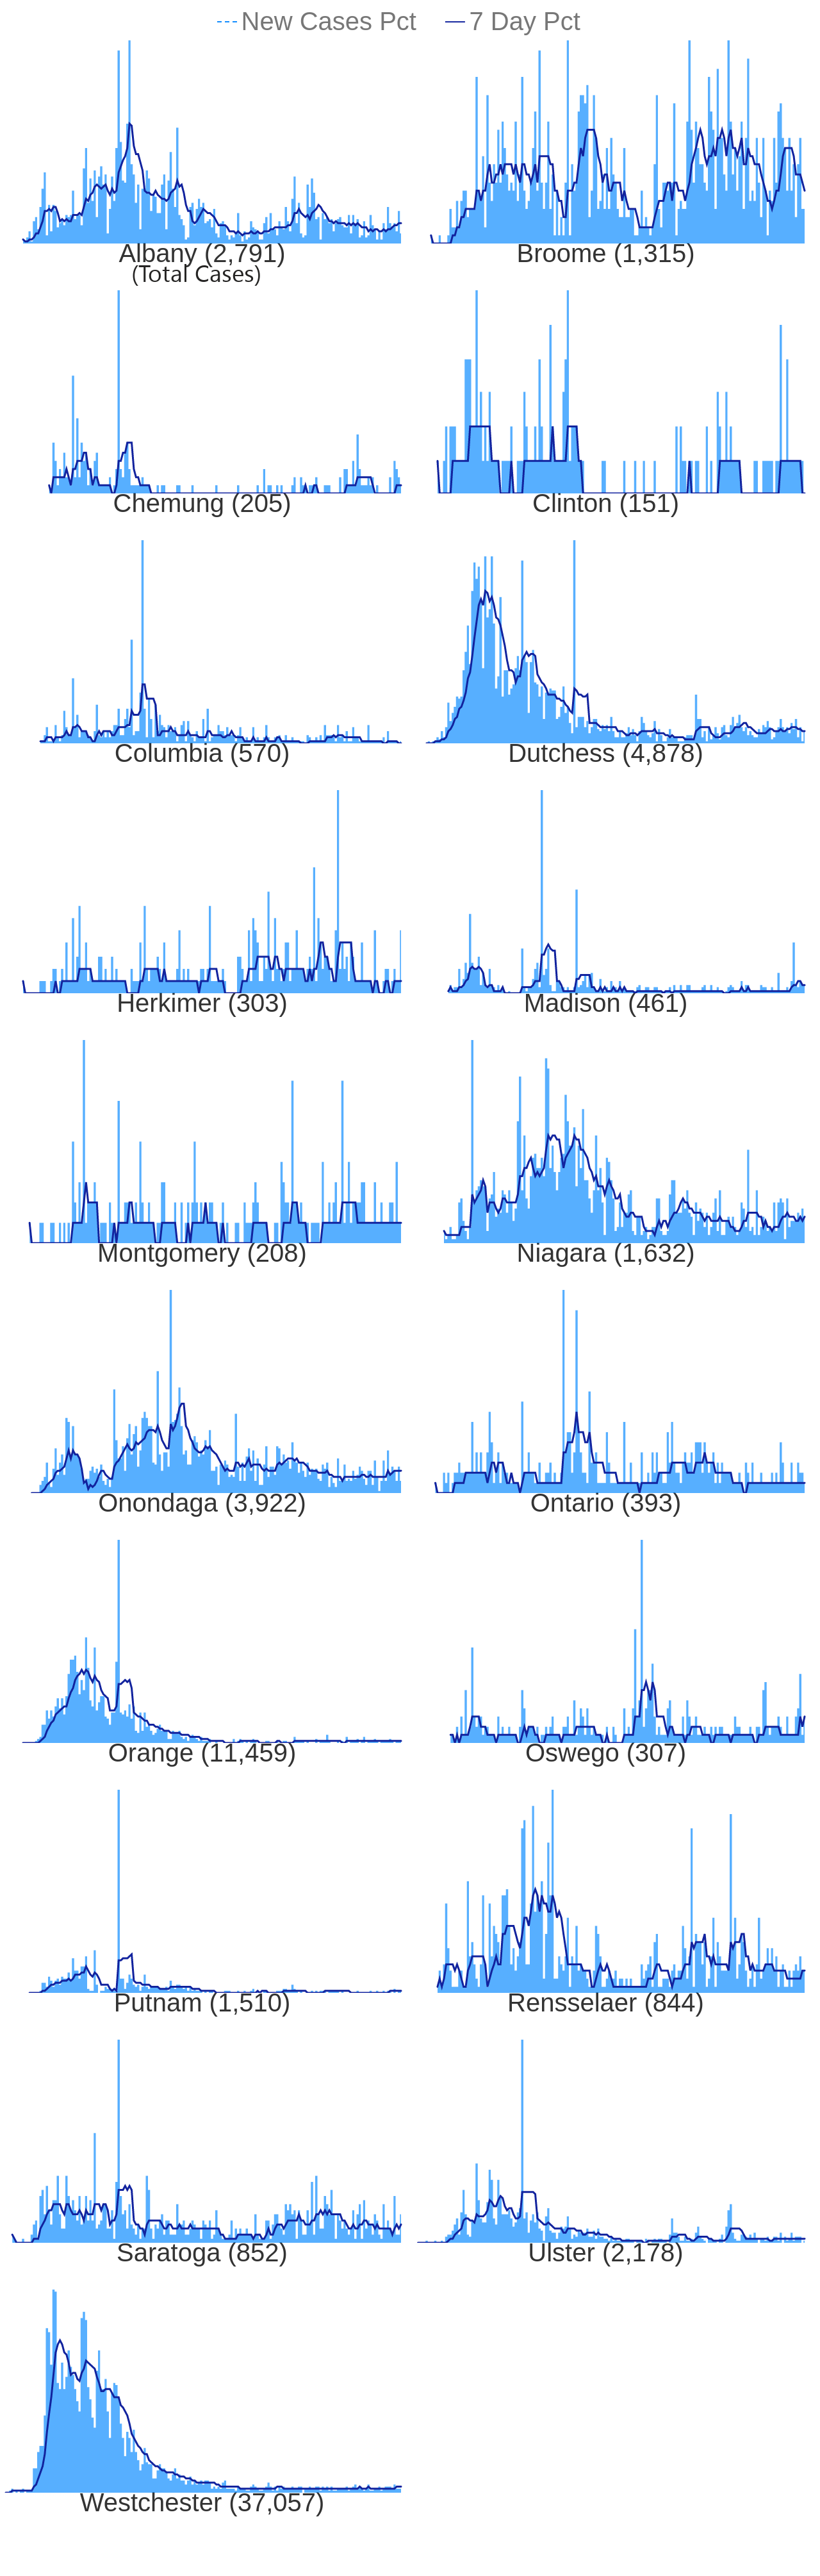 New Cases Pct 7 Day Pct
Albany (2,791) Broome (1,315)
(Total Cases)
Chemung (205) Clinton (151)
Columbia (570) Dutchess (4,878)
Herkimer (303) Madison (461)
Montgomery (208) Niagara (1,632)
Onondaga (3,922) Ontario (393)
Orange (11,459) Oswego (307)
Putnam (1,510) Rensselaer (844)
Saratoga (852) Ulster (2,178)
Westchester (37,057)